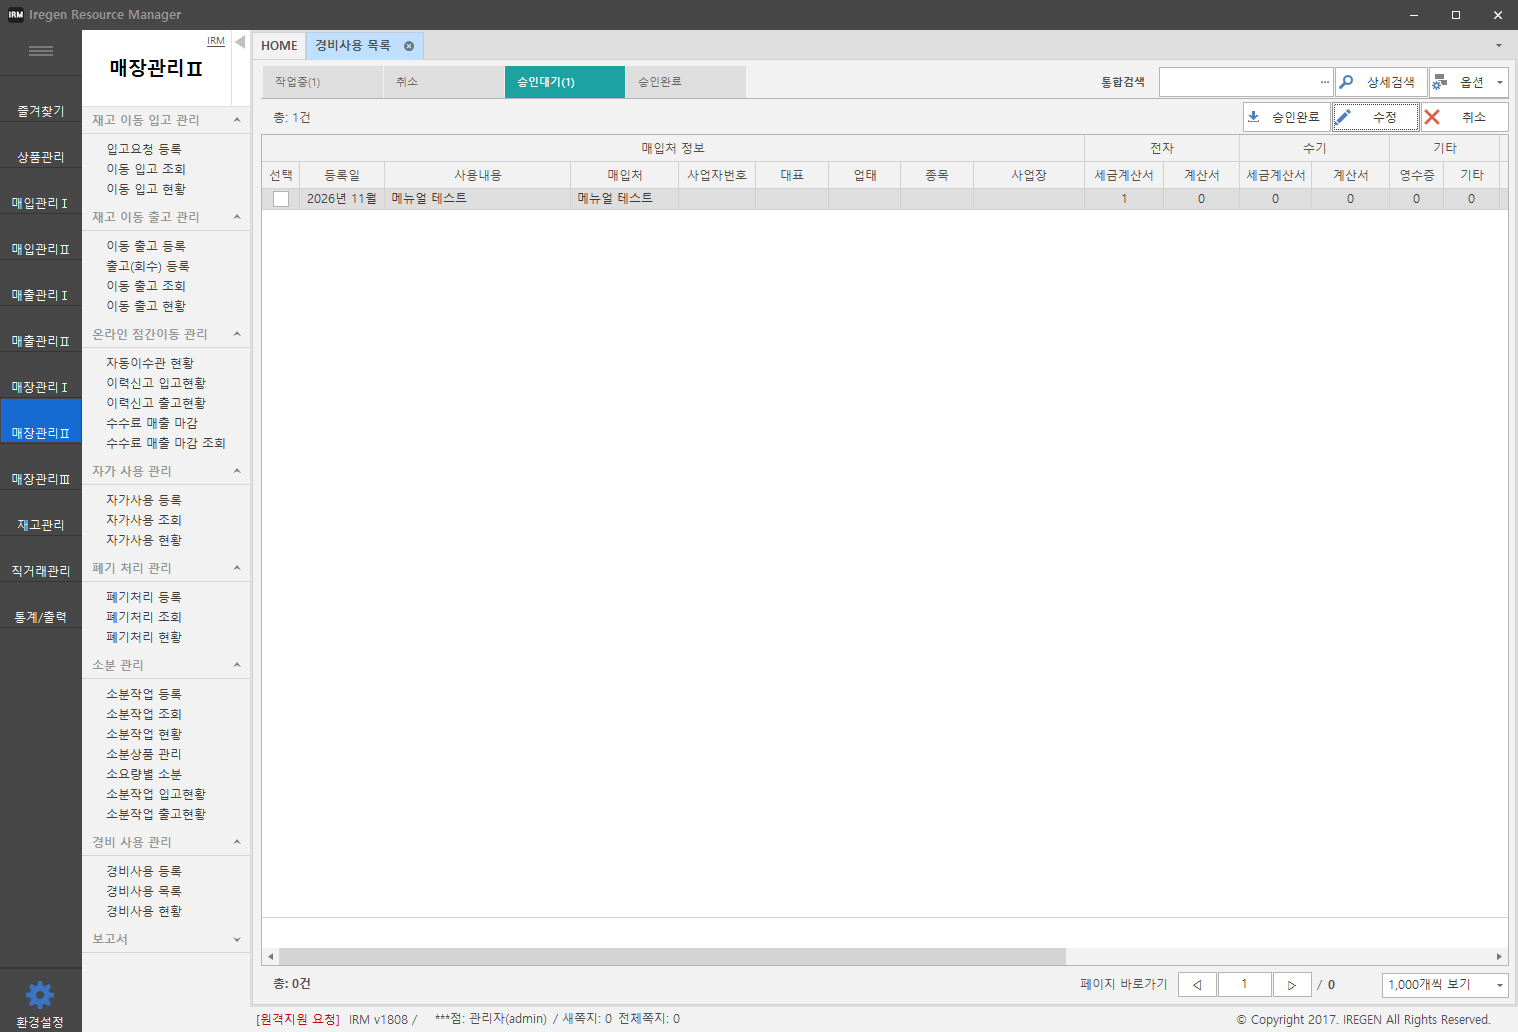 IRM Iregen Resource Manager
즐겨찾기
상품관리
매입관리Ⅰ
매입관리Ⅱ
매출관리Ⅰ
매출관리Ⅱ
매장관리Ⅰ
매장관리Ⅱ
매장관리Ⅲ
재고관리
직거래관리
통계/출력
환경설정
IRM
매장관리Ⅱ
재고 이동 입고 관리
입고요청 등록
이동 입고 조회
이동 입고 현황
재고 이동 출고 관리
이동 출고 등록
출고(회수) 등록
이동 출고 조회
이동 출고 현황
온라인 점간이동 관리
자동이수관 현황
이력신고 입고현황
이력신고 출고현황
수수료 매출 마감
수수료 매출 마감 조회
자가 사용 관리
자가사용 등록
자가사용 조회
자가사용 현황
폐기 처리 관리
폐기처리 등록
폐기처리 조회
폐기처리 현황
소분 관리
소분작업 등록
소분작업 조회
소분작업 현황
소분상품 관리
소요량별 소분
소분작업 입고현황
소분작업 출고현황
경비 사용 관리
경비사용 등록
경비사용 목록
경비사용 현황
보고서
HOME 경비사용 목록
작업중(1) 취소 승인대기(1) 승인완료 통합검색 ... 상세검색 옵션
총: 1건 승인완료 수정 취소
매입처 정보 전자 수기 기타
선택 등록일 사용내용 매입처 사업자번호 대표 업태 종목 사업장 세금계산서 계산서 세금계산서 계산서 영수증 기타
2026년 11월 메뉴얼 테스트 메뉴얼 테스트 1 0 0 0 0 0
총: 0건 페이지 바로가기 1 / 0 1,000개씩 보기
[원격지원 요청] IRM v1808 / ***점: 관리자(admin) / 새쪽지: 0 전체쪽지: 0 © Copyright 2017. IREGEN All Rights Reserved.